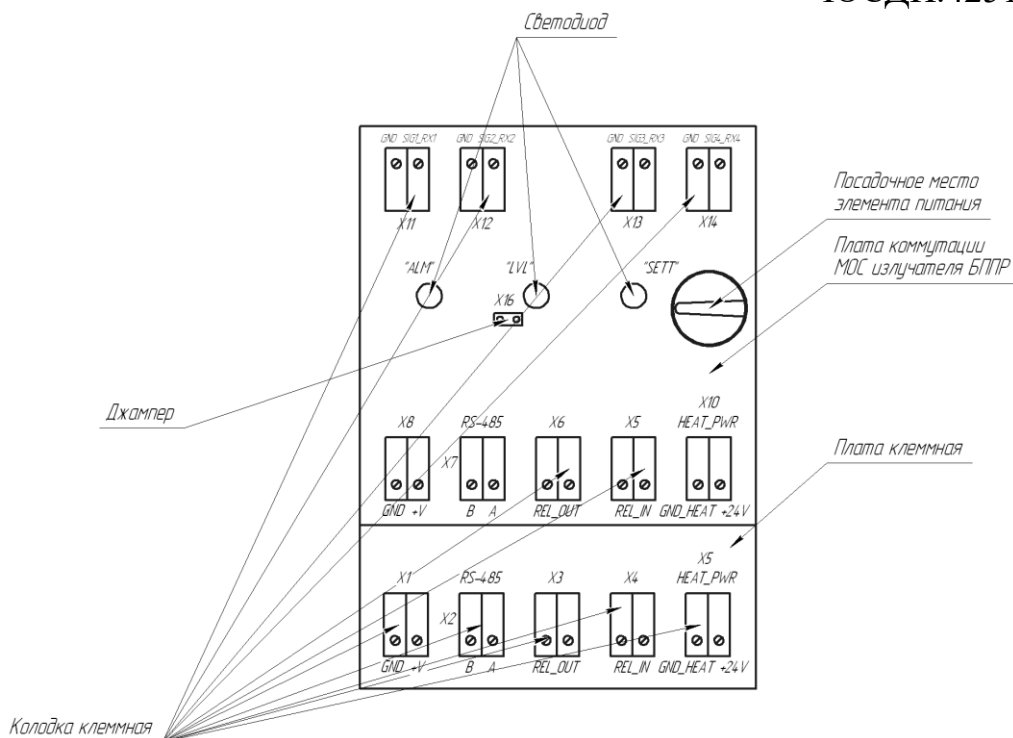 Светодиод
GND SIG1_RX1 GND SIG2_RX2 GND SIG3_RX3 GND SIG4_RX4
X11 X12 X13 X14
Посадочное место
элемента питания
Плата коммутации
МОС излучателя БППР
"ALM" "LVL" "SETT"
X16
Джампер
X10
X8 RS-485 X6 X5 HEAT_PWR
X7
Плата клеммная
GND +V B A REL_OUT REL_IN GND_HEAT +24V
X5
X1 RS-485 X3 X4 HEAT_PWR
X2
GND +V B A REL_OUT REL_IN GND_HEAT +24V
Колодка клеммная